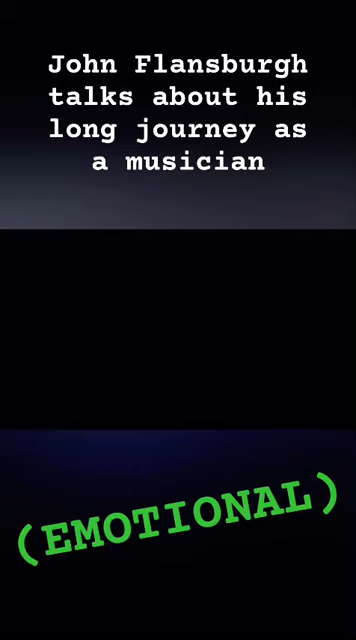 John Flansburgh
talks about his
long journey as
a musician
(EMOTIONAL)